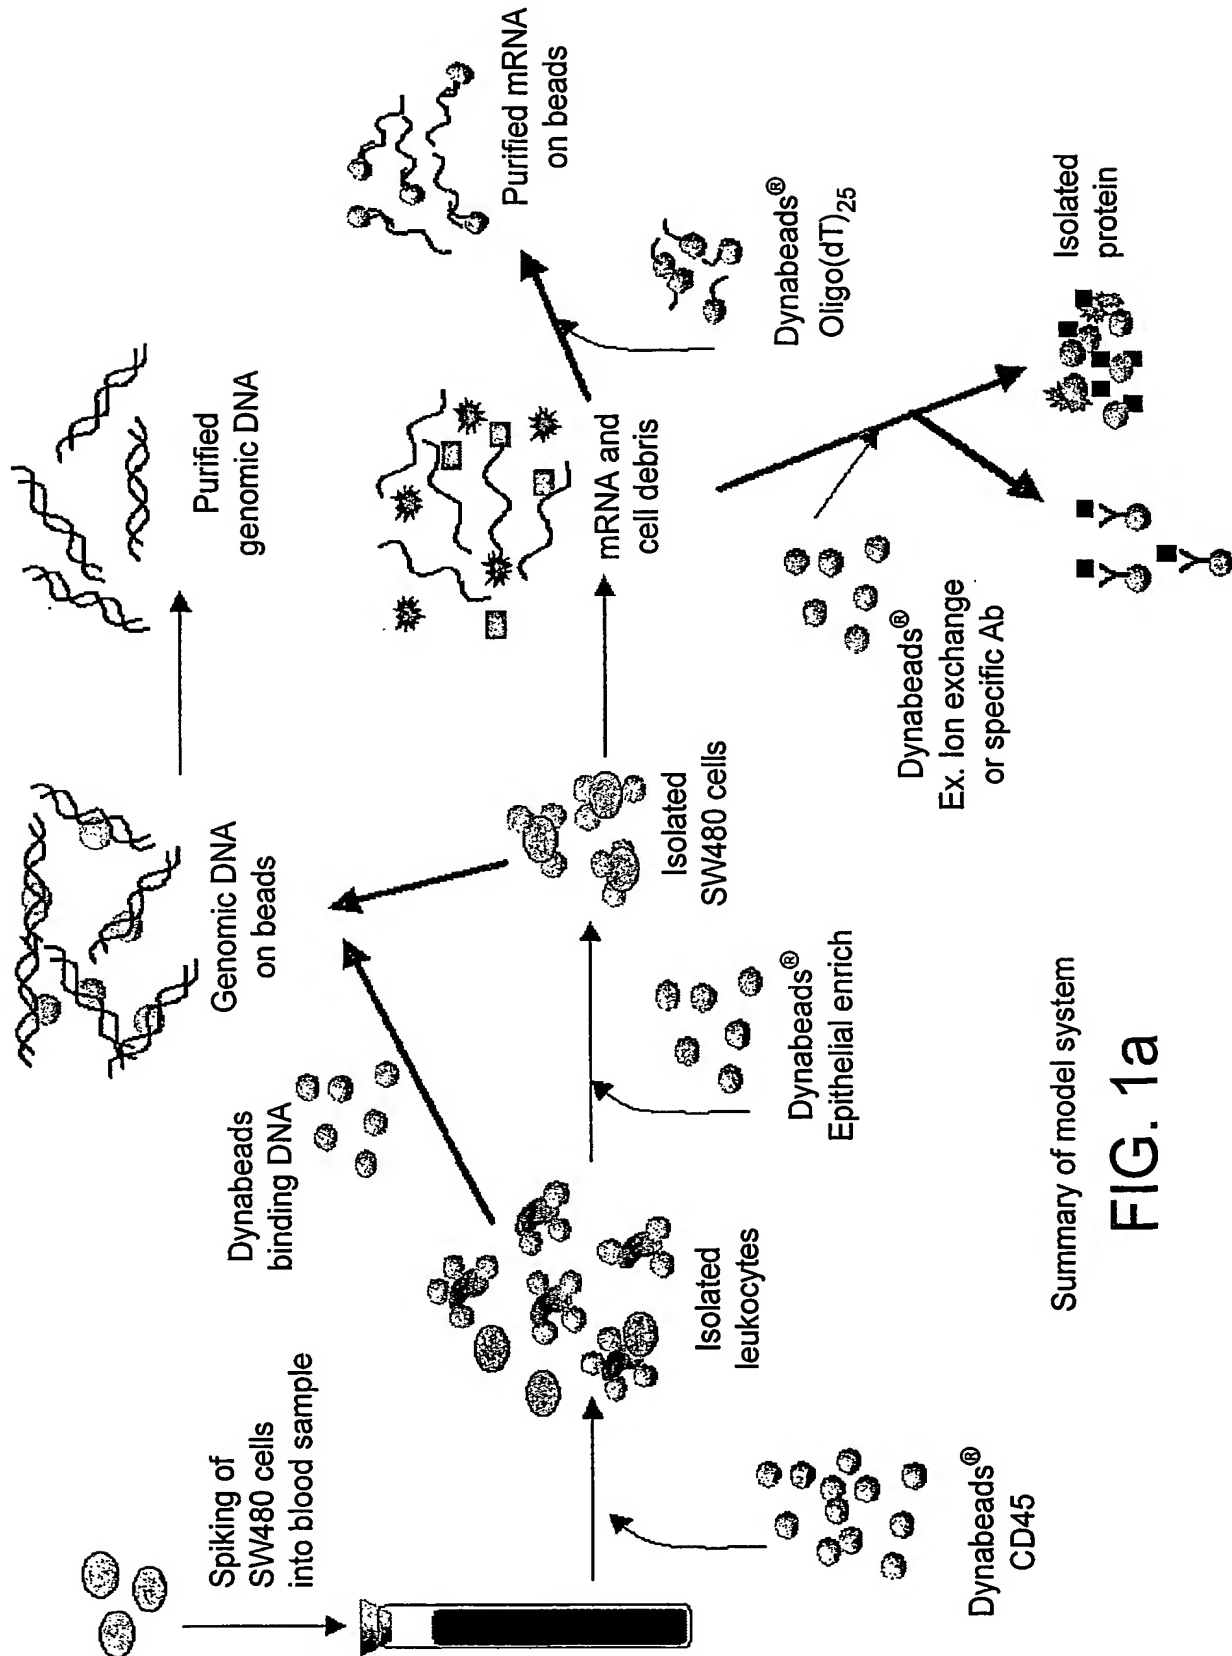 Spiking of
SW480 cells
into blood sample
Dynabeads®
CD45
Isolated
leukocytes
Dynabeads
binding DNA
Dynabeads®
Epithelial enrich
Isolated
SW480 cells
Genomic DNA
on beads
Purified
genomic DNA
mRNA and
cell debris
Dynabeads®
Oligo(dT)25
Purified mRNA
on beads
Dynabeads®
Ex. Ion exchange
or specific Ab
Isolated
protein
Summary of model system
FIG. 1a